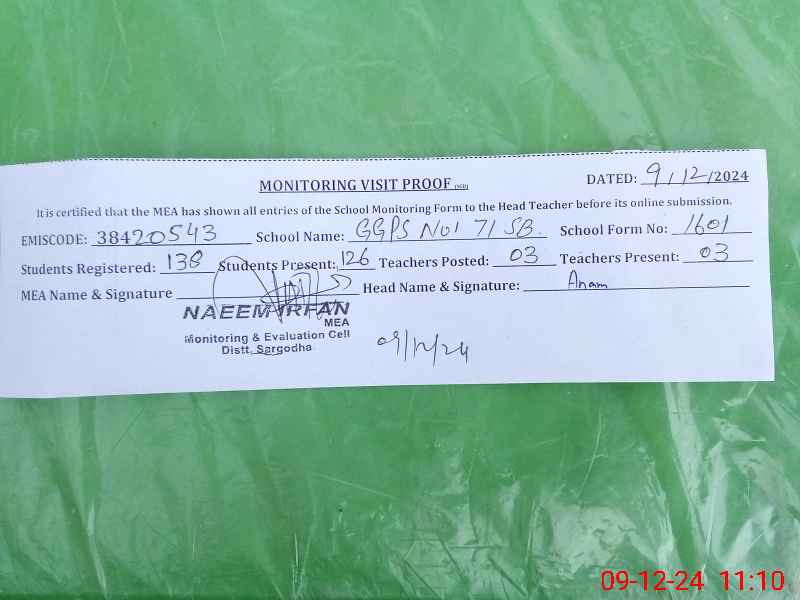 MONITORING VISIT PROOF (SGD)
DATED: 9/12/2024
It is certified that the MEA has shown all entries of the School Monitoring Form to the Head Teacher before its online submission.
EMISCODE: 38420543 School Name: GGPS No1 71 SB. School Form No: 1601
Students Registered: 138 Students Present: 126 Teachers Posted: 03 Teachers Present: 03
MEA Name & Signature Head Name & Signature: Anam
NAEEM IRFAN
MEA
Monitoring & Evaluation Cell
Distt, Sargodha
09/12/24
09-12-24 11:10